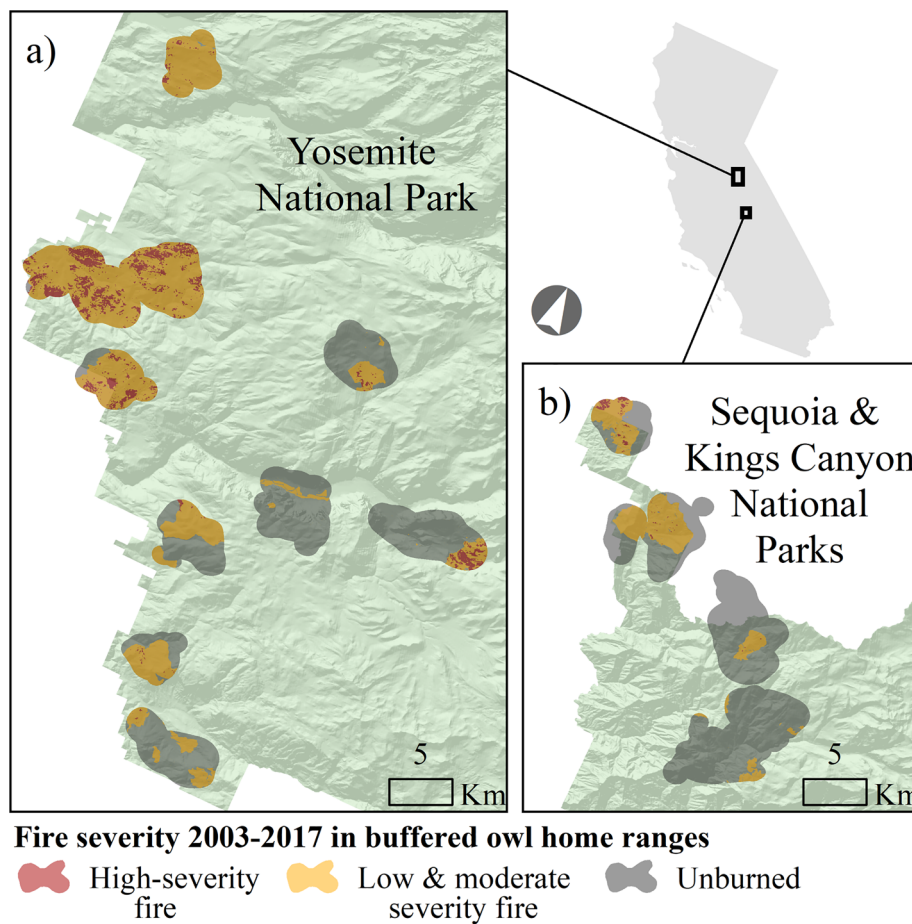 a)
Yosemite
National Park
5
Km
b)
Sequoia &
Kings Canyon
National
Parks
5
Km
Fire severity 2003-2017 in buffered owl home ranges
High-severity
fire
Low & moderate
severity fire
Unburned